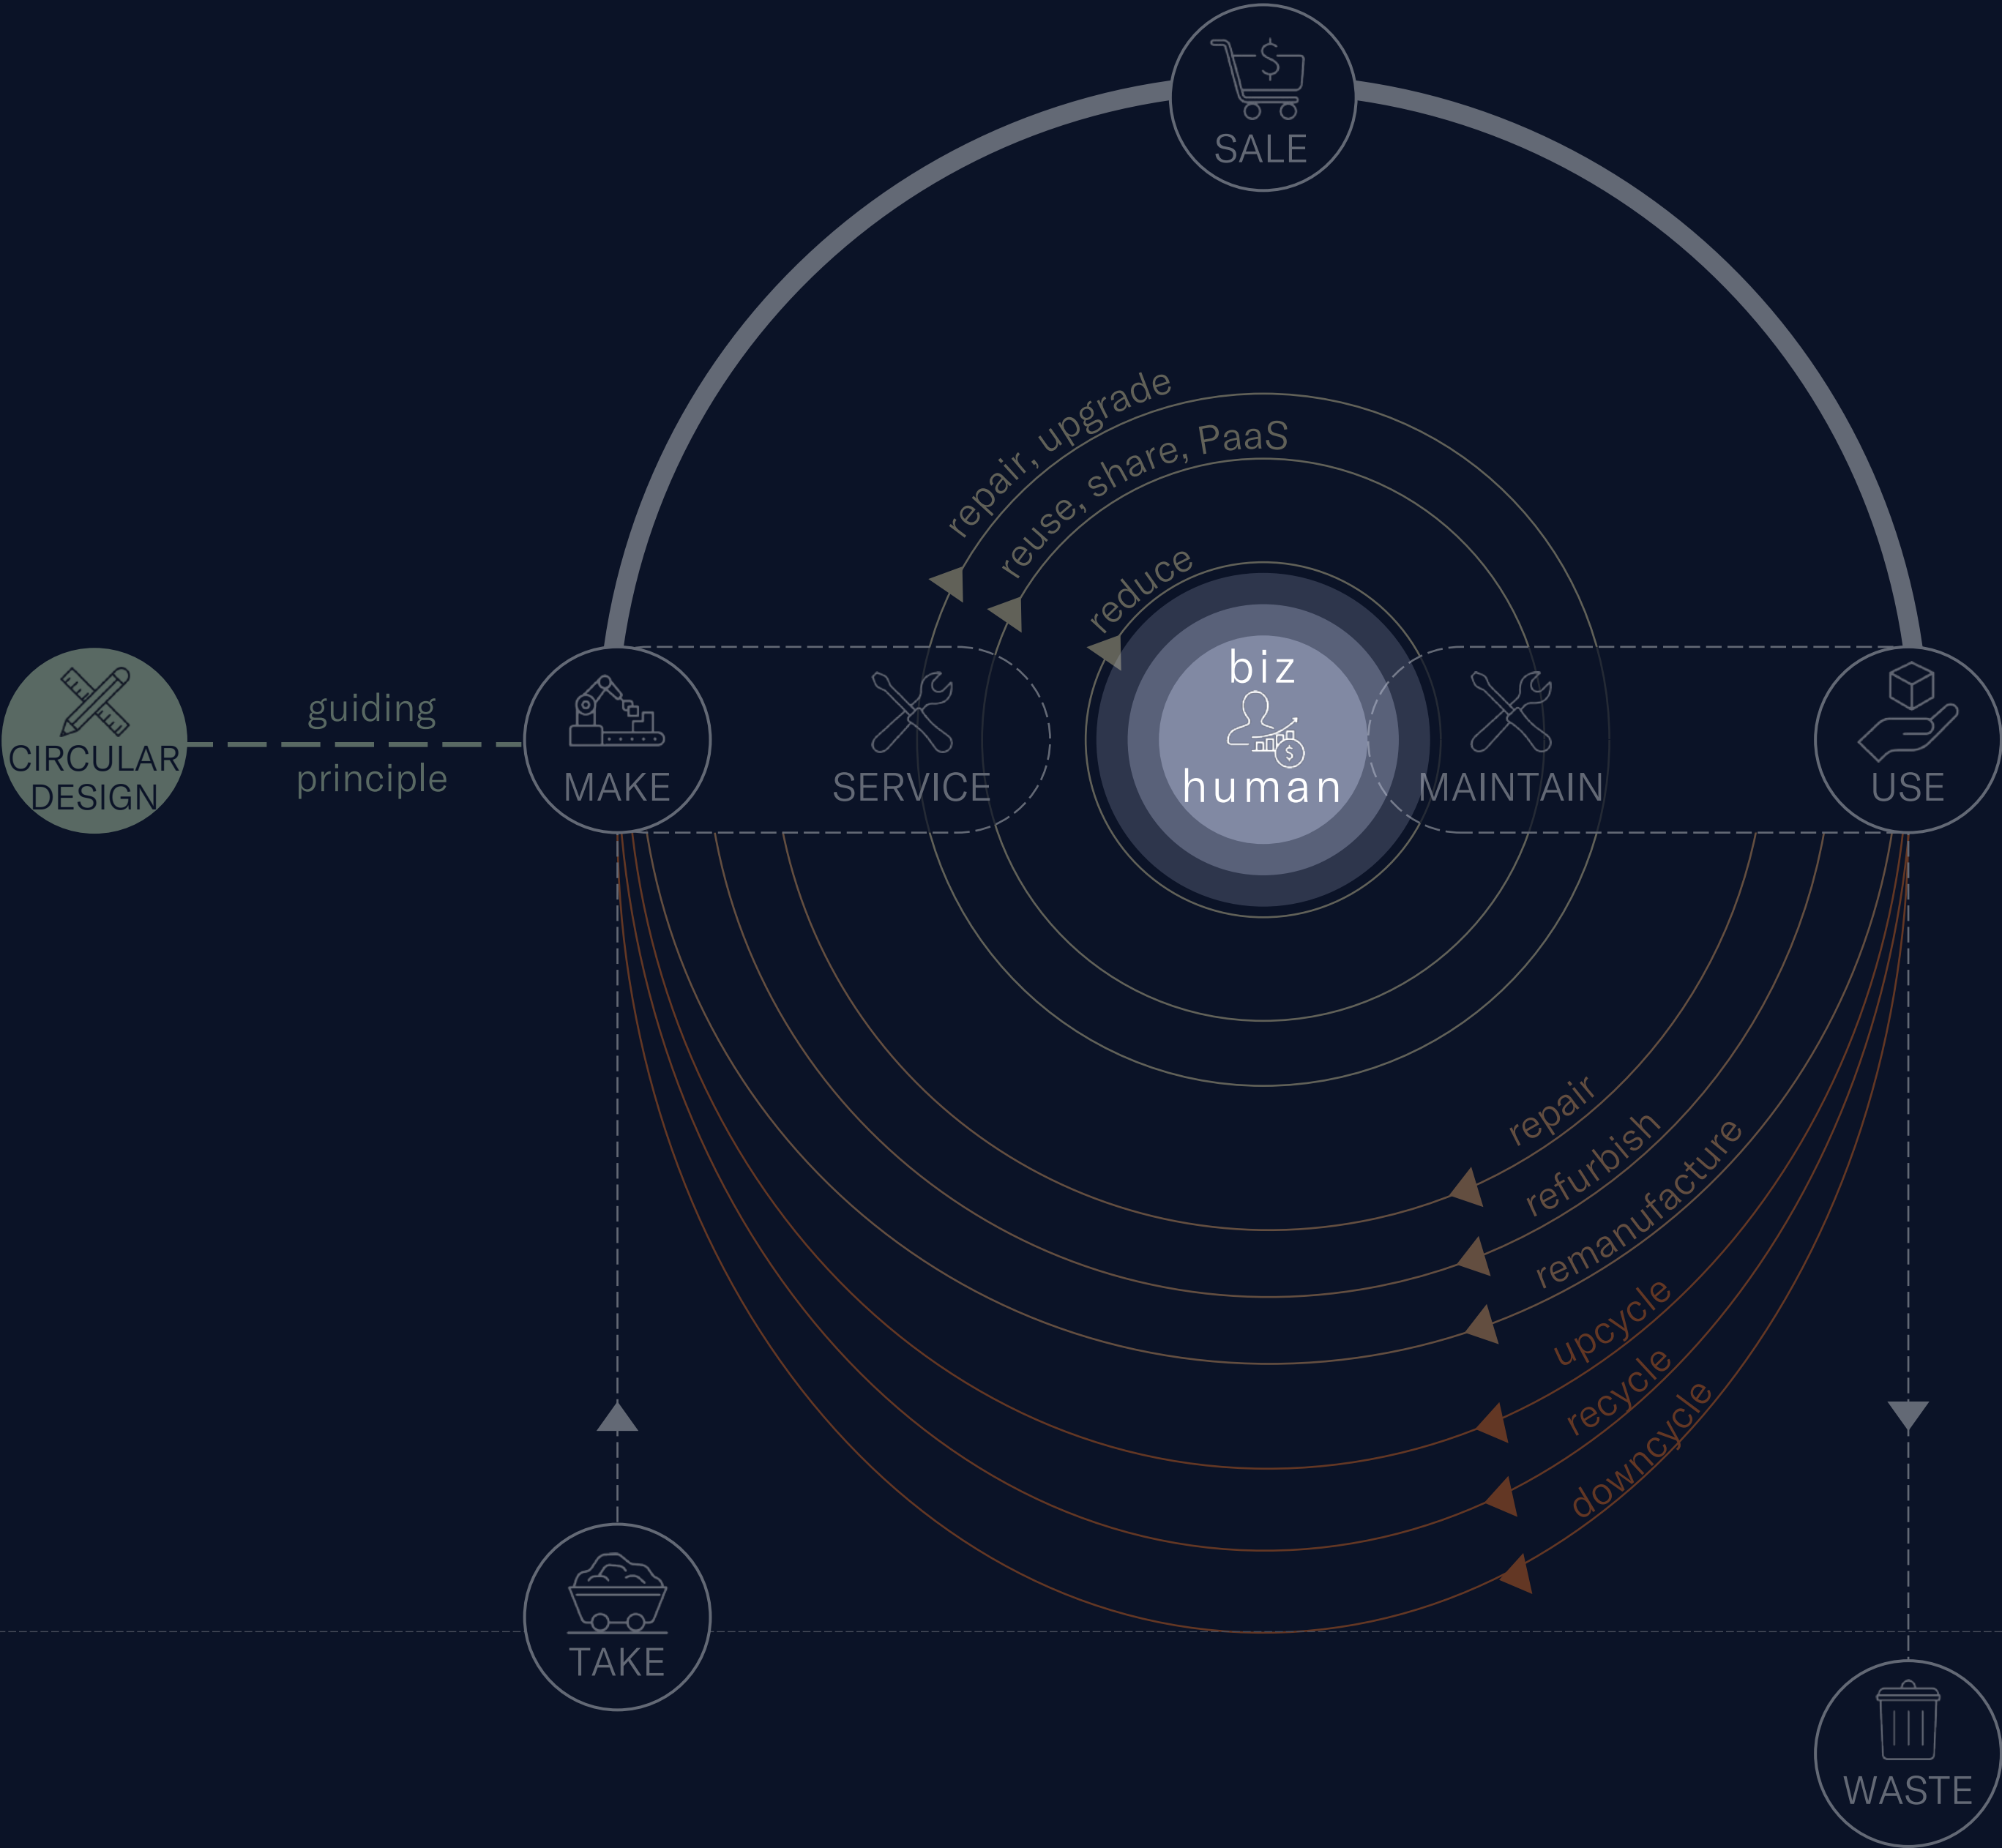 SALE
repair, upgrade
reuse, share, PaaS
reduce
biz
human
guiding
principle
CIRCULAR
DESIGN
MAKE
SERVICE
MAINTAIN
USE
repair
refurbish
remanufacture
upcycle
recycle
downcycle
TAKE
WASTE